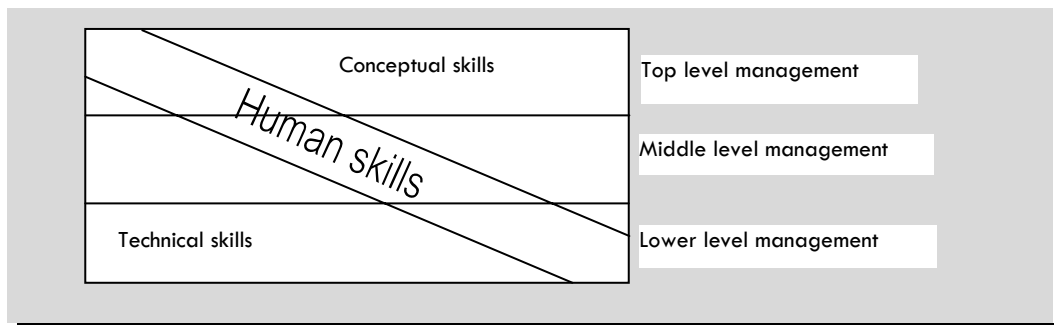 Conceptual skills
Top level management
Human skills
Middle level management
Technical skills
Lower level management